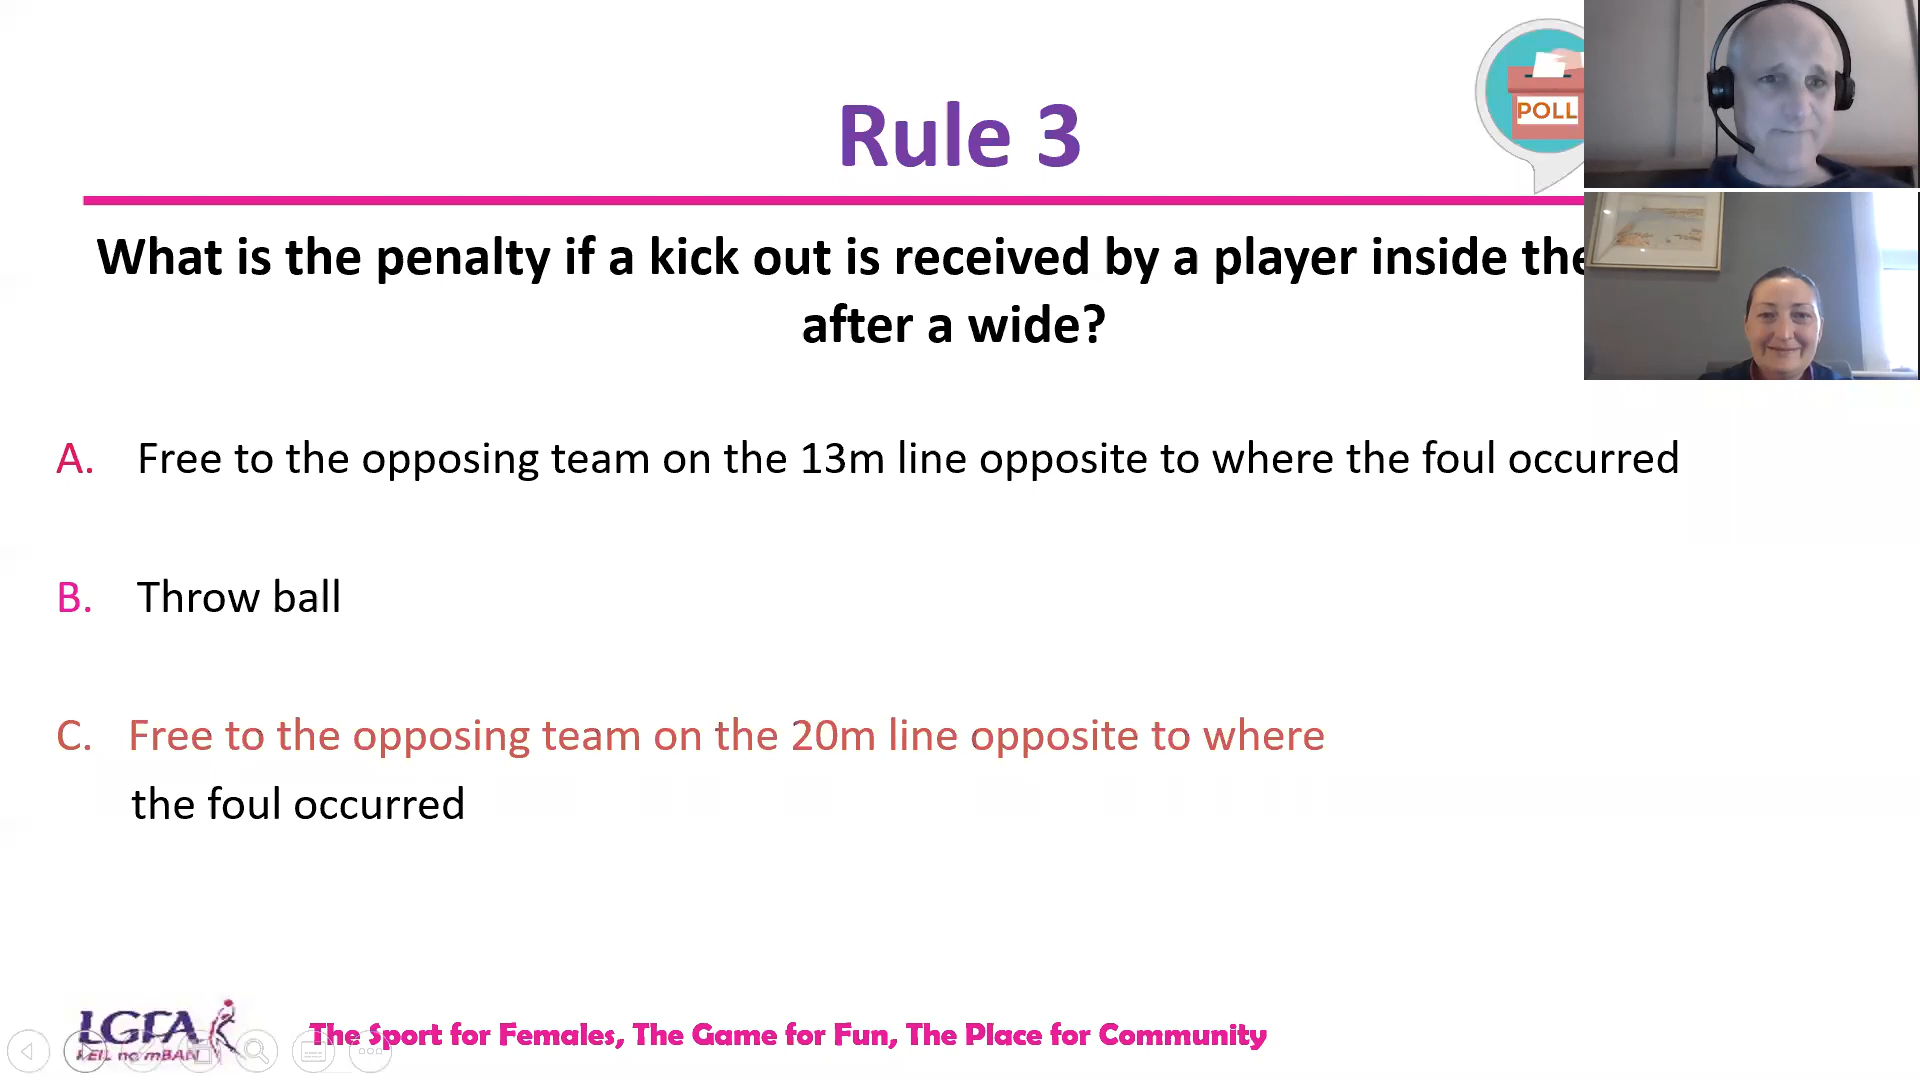 Rule 3
POLL
What is the penalty if a kick out is received by a player inside the
after a wide?
A. Free to the opposing team on the 13m line opposite to where the foul occurred
B. Throw ball
C. Free to the opposing team on the 20m line opposite to where
the foul occurred
LGFA
PEIL na mBAN
The Sport for Females, The Game for Fun, The Place for Community